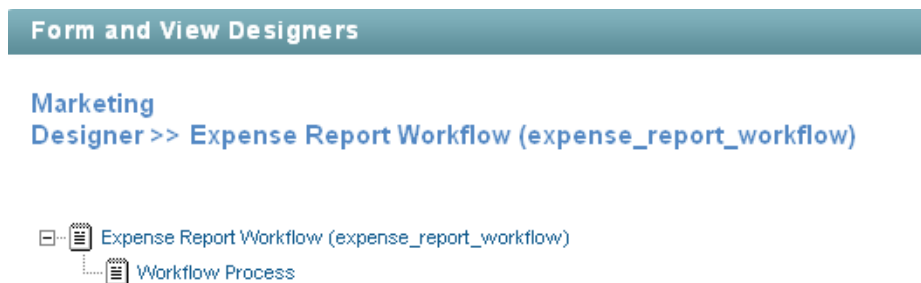 Form and View Designers
Marketing
Designer >> Expense Report Workflow (expense_report_workflow)
Expense Report Workflow (expense_report_workflow)
Workflow Process